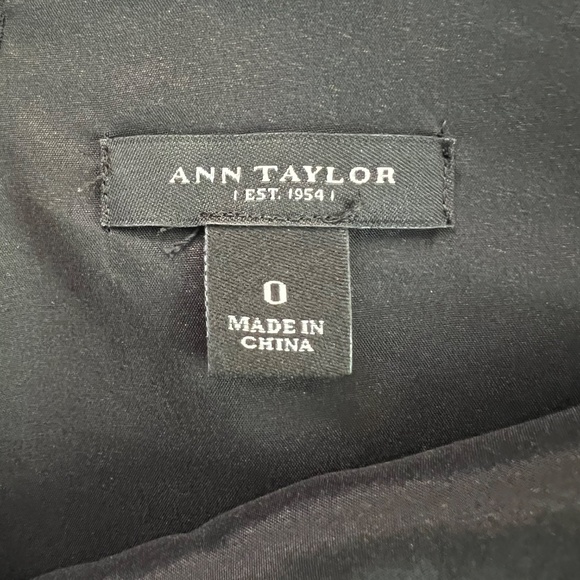 ANN TAYLOR
| EST. 1954 |
0
MADE IN
CHINA